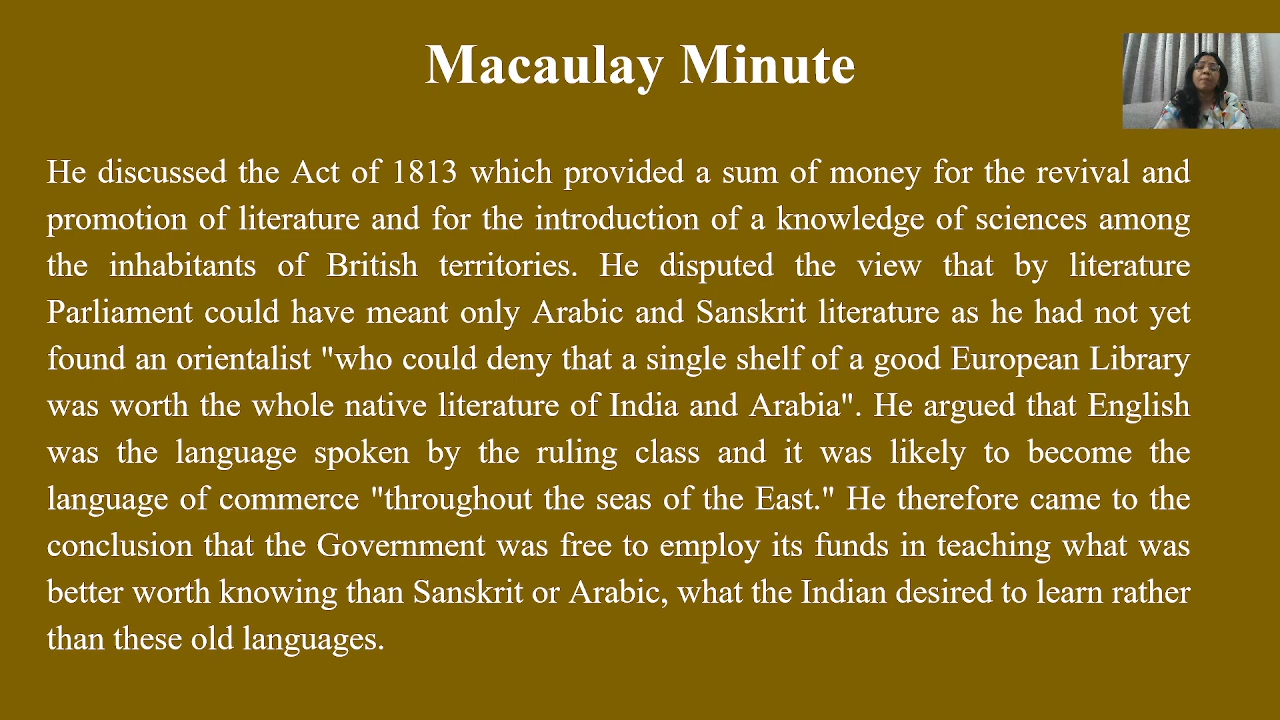 Macaulay Minute
He discussed the Act of 1813 which provided a sum of money for the revival and
promotion of literature and for the introduction of a knowledge of sciences among
the inhabitants of British territories. He disputed the view that by literature
Parliament could have meant only Arabic and Sanskrit literature as he had not yet
found an orientalist "who could deny that a single shelf of a good European Library
was worth the whole native literature of India and Arabia". He argued that English
was the language spoken by the ruling class and it was likely to become the
language of commerce "throughout the seas of the East." He therefore came to the
conclusion that the Government was free to employ its funds in teaching what was
better worth knowing than Sanskrit or Arabic, what the Indian desired to learn rather
than these old languages.